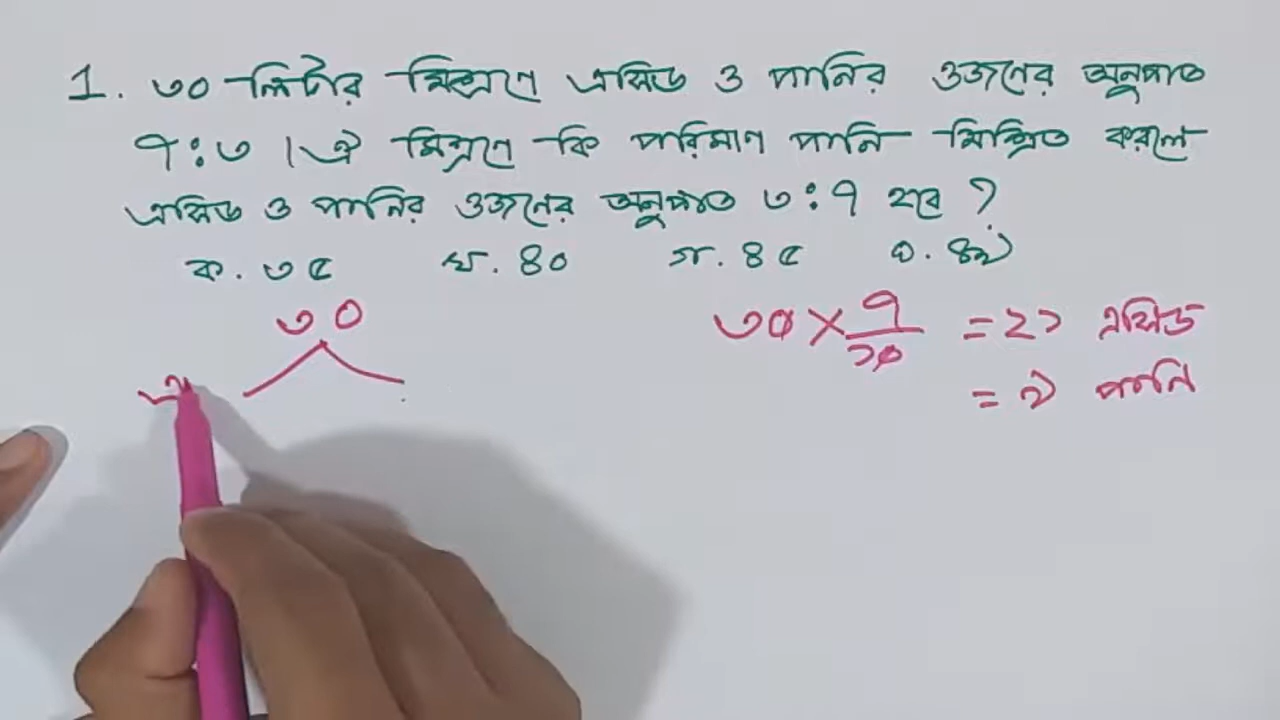 1. ৩০ লিটার মিশ্রণে এসিড ও পানির ওজনের অনুপাত
৭:৩ । ঐ মিশ্রণে কি পরিমাণ পানি মিশ্রিত করলে
এসিড ও পানির ওজনের অনুপাত ৩:৭ হবে ?
ক. ৩৫ খ. ৪০ গ. ৪৫ ঘ. ৪৯
৩০
৩০ × ৭/১০ = ২১ এসিড
= ৯ পানি